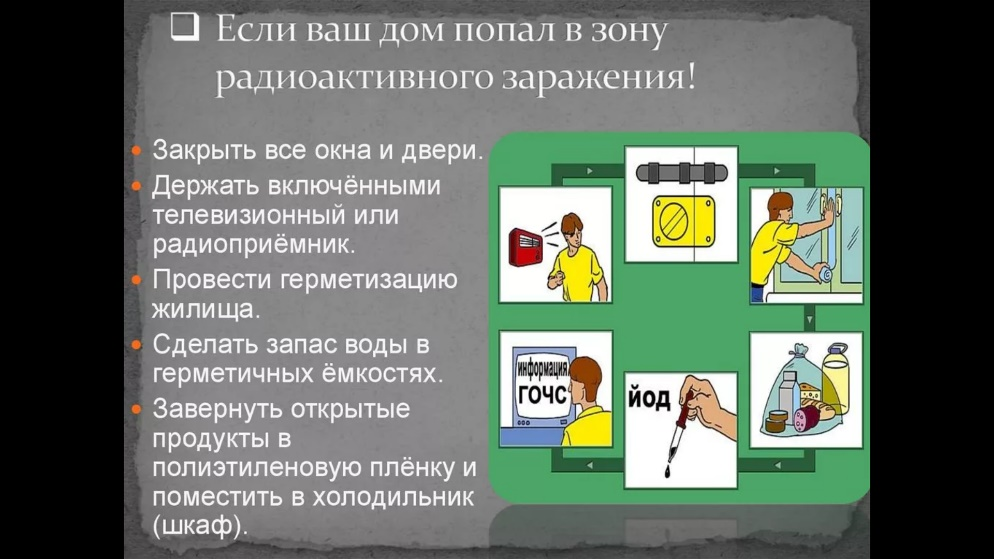 Если ваш дом попал в зону
радиоактивного заражения!
Закрыть все окна и двери.
Держать включёнными
телевизионный или
радиоприёмник.
Провести герметизацию
жилища.
Сделать запас воды в
герметичных ёмкостях.
Завернуть открытые
продукты в
полиэтиленовую плёнку и
поместить в холодильник
(шкаф).
информация
ГОЧС
йод